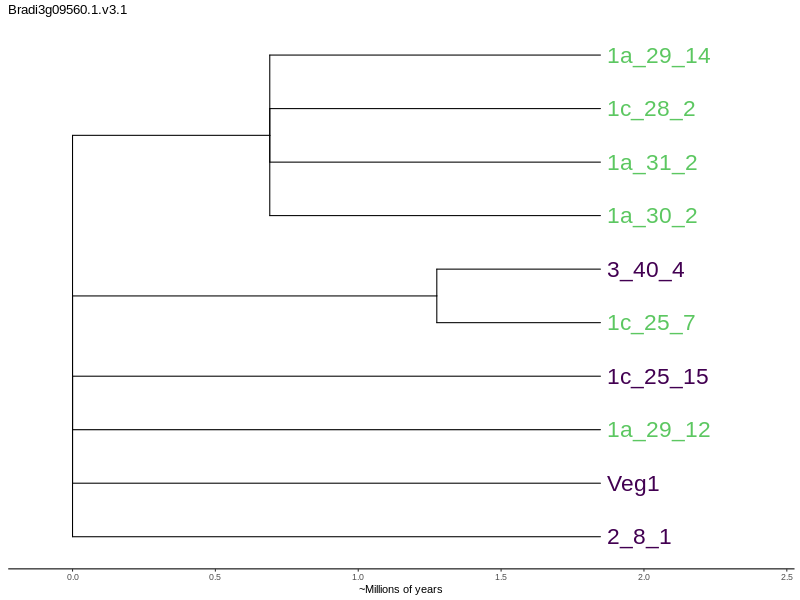 Bradi3g09560.1.v3.1
1a_29_14
1c_28_2
1a_31_2
1a_30_2
3_40_4
1c_25_7
1c_25_15
1a_29_12
Veg1
2_8_1
0.0 0.5 1.0 1.5 2.0 2.5
~Millions of years